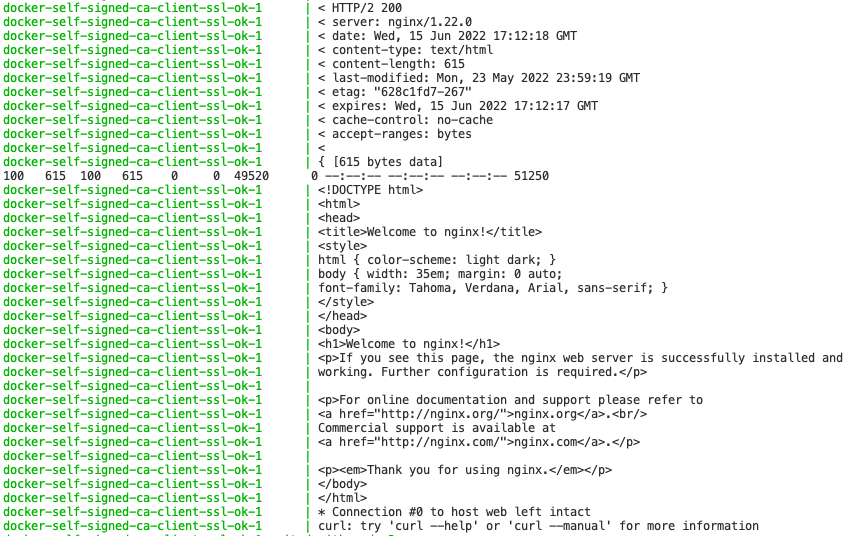 docker-self-signed-ca-client-ssl-ok-1 | < HTTP/2 200
docker-self-signed-ca-client-ssl-ok-1 | < server: nginx/1.22.0
docker-self-signed-ca-client-ssl-ok-1 | < date: Wed, 15 Jun 2022 17:12:18 GMT
docker-self-signed-ca-client-ssl-ok-1 | < content-type: text/html
docker-self-signed-ca-client-ssl-ok-1 | < content-length: 615
docker-self-signed-ca-client-ssl-ok-1 | < last-modified: Mon, 23 May 2022 23:59:19 GMT
docker-self-signed-ca-client-ssl-ok-1 | < etag: "628c1fd7-267"
docker-self-signed-ca-client-ssl-ok-1 | < expires: Wed, 15 Jun 2022 17:12:17 GMT
docker-self-signed-ca-client-ssl-ok-1 | < cache-control: no-cache
docker-self-signed-ca-client-ssl-ok-1 | < accept-ranges: bytes
docker-self-signed-ca-client-ssl-ok-1 | <
docker-self-signed-ca-client-ssl-ok-1 | { [615 bytes data]
100 615 100 615 0 0 49520 0 --:--:-- --:--:-- --:--:-- 51250
docker-self-signed-ca-client-ssl-ok-1 | <!DOCTYPE html>
docker-self-signed-ca-client-ssl-ok-1 | <html>
docker-self-signed-ca-client-ssl-ok-1 | <head>
docker-self-signed-ca-client-ssl-ok-1 | <title>Welcome to nginx!</title>
docker-self-signed-ca-client-ssl-ok-1 | <style>
docker-self-signed-ca-client-ssl-ok-1 | html { color-scheme: light dark; }
docker-self-signed-ca-client-ssl-ok-1 | body { width: 35em; margin: 0 auto;
docker-self-signed-ca-client-ssl-ok-1 | font-family: Tahoma, Verdana, Arial, sans-serif; }
docker-self-signed-ca-client-ssl-ok-1 | </style>
docker-self-signed-ca-client-ssl-ok-1 | </head>
docker-self-signed-ca-client-ssl-ok-1 | <body>
docker-self-signed-ca-client-ssl-ok-1 | <h1>Welcome to nginx!</h1>
docker-self-signed-ca-client-ssl-ok-1 | <p>If you see this page, the nginx web server is successfully installed and
docker-self-signed-ca-client-ssl-ok-1 | working. Further configuration is required.</p>
docker-self-signed-ca-client-ssl-ok-1 |
docker-self-signed-ca-client-ssl-ok-1 | <p>For online documentation and support please refer to
docker-self-signed-ca-client-ssl-ok-1 | <a href="http://nginx.org/">nginx.org</a>.<br/>
docker-self-signed-ca-client-ssl-ok-1 | Commercial support is available at
docker-self-signed-ca-client-ssl-ok-1 | <a href="http://nginx.com/">nginx.com</a>.</p>
docker-self-signed-ca-client-ssl-ok-1 |
docker-self-signed-ca-client-ssl-ok-1 | <p><em>Thank you for using nginx.</em></p>
docker-self-signed-ca-client-ssl-ok-1 | </body>
docker-self-signed-ca-client-ssl-ok-1 | </html>
docker-self-signed-ca-client-ssl-ok-1 | * Connection #0 to host web left intact
docker-self-signed-ca-client-ssl-ok-1 | curl: try 'curl --help' or 'curl --manual' for more information